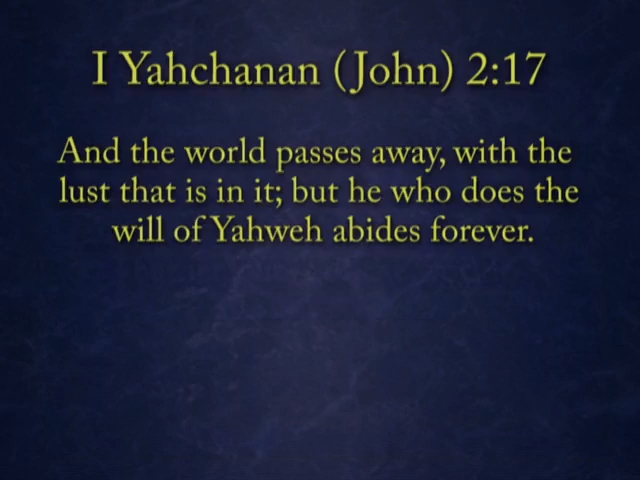 I Yahchanan (John) 2:17
And the world passes away, with the
lust that is in it; but he who does the
will of Yahweh abides forever.